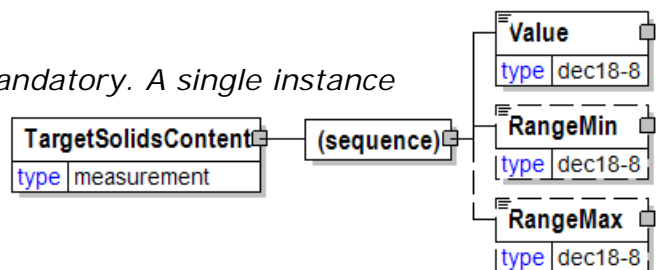 Value
type dec18-8
andatory. A single instance
TargetSolidsContent
type measurement
(sequence)
RangeMin
type dec18-8
RangeMax
type dec18-8